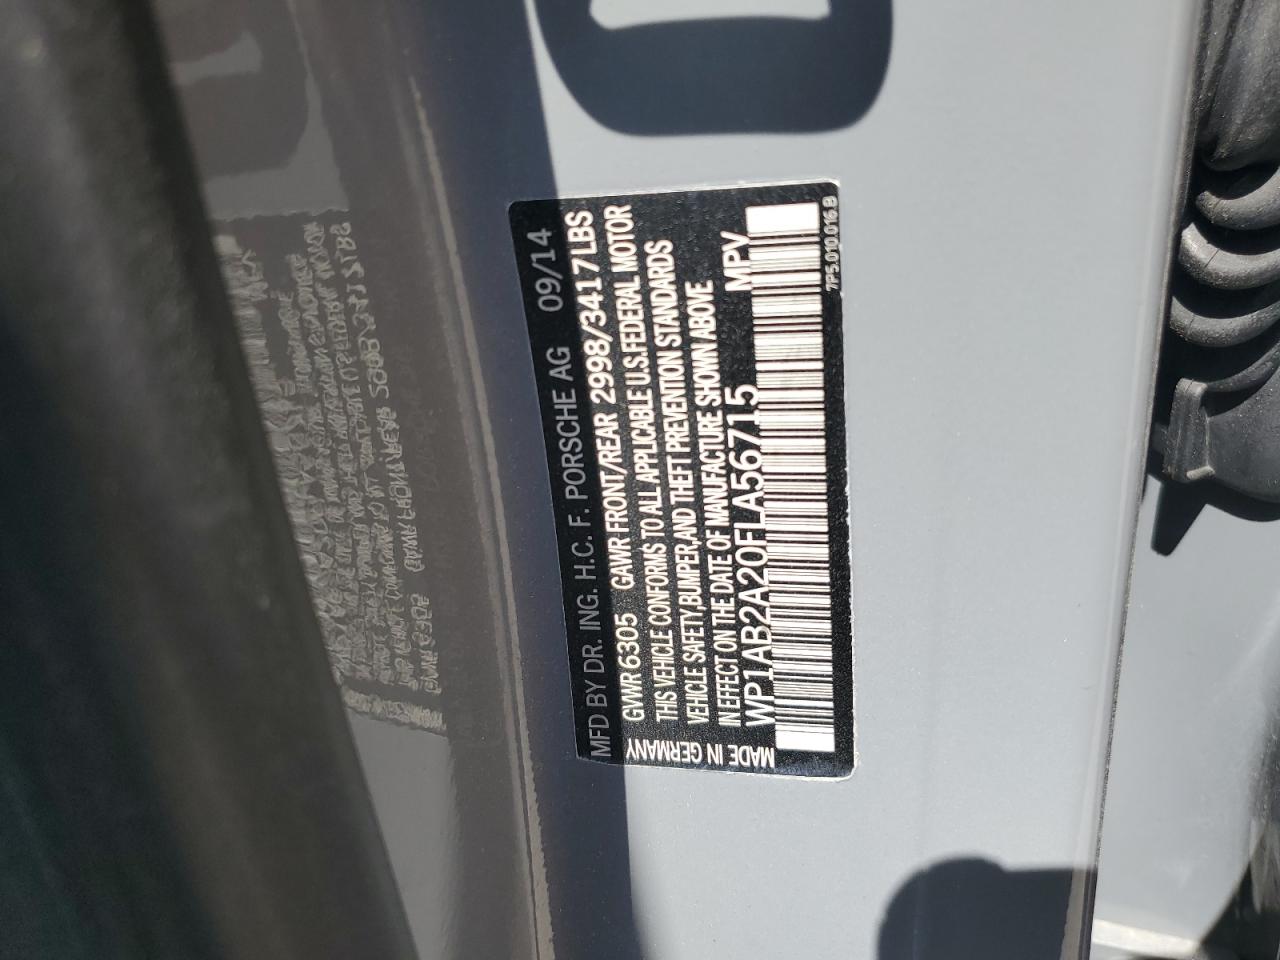 MFD BY DR. ING. H.C. F. PORSCHE AG 09/14
GVWR 6305 GAWR FRONT/REAR 2998/3417LBS
THIS VEHICLE CONFORMS TO ALL APPLICABLE U.S.FEDERAL MOTOR
VEHICLE SAFETY,BUMPER,AND THEFT PREVENTION STANDARDS
IN EFFECT ON THE DATE OF MANUFACTURE SHOWN ABOVE
WP1AB2A20FLA56715 MPV
MADE IN GERMANY
7P5.010.016.B